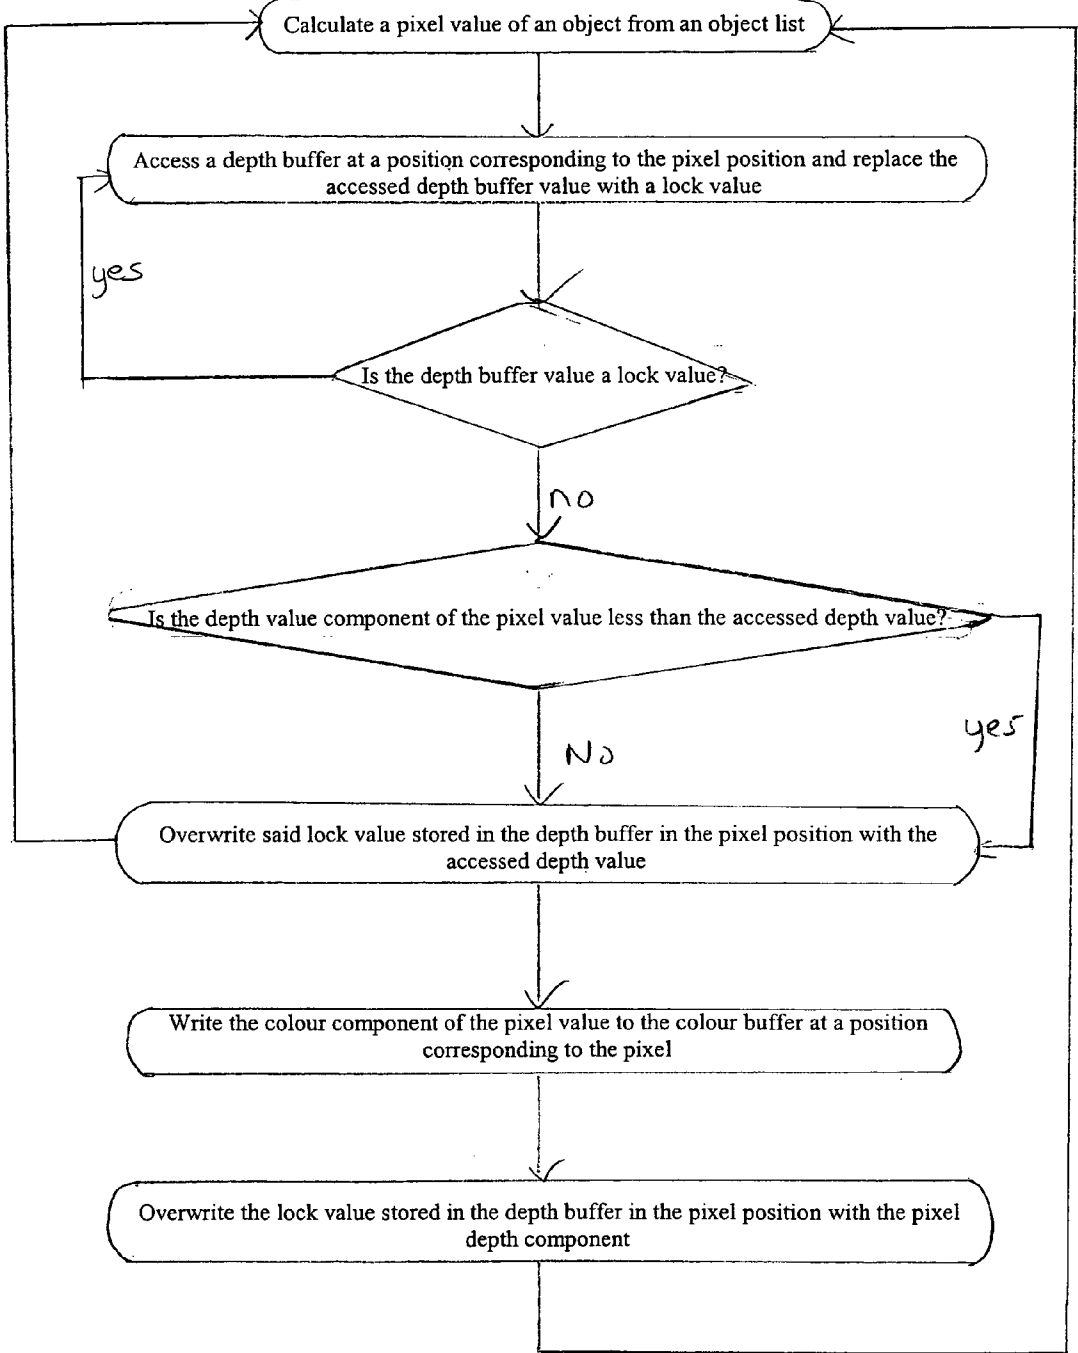 Calculate a pixel value of an object from an object list
Access a depth buffer at a position corresponding to the pixel position and replace the
accessed depth buffer value with a lock value
yes
Is the depth buffer value a lock value?
no
Is the depth value component of the pixel value less than the accessed depth value?
yes
No
Overwrite said lock value stored in the depth buffer in the pixel position with the
accessed depth value
Write the colour component of the pixel value to the colour buffer at a position
corresponding to the pixel
Overwrite the lock value stored in the depth buffer in the pixel position with the pixel
depth component